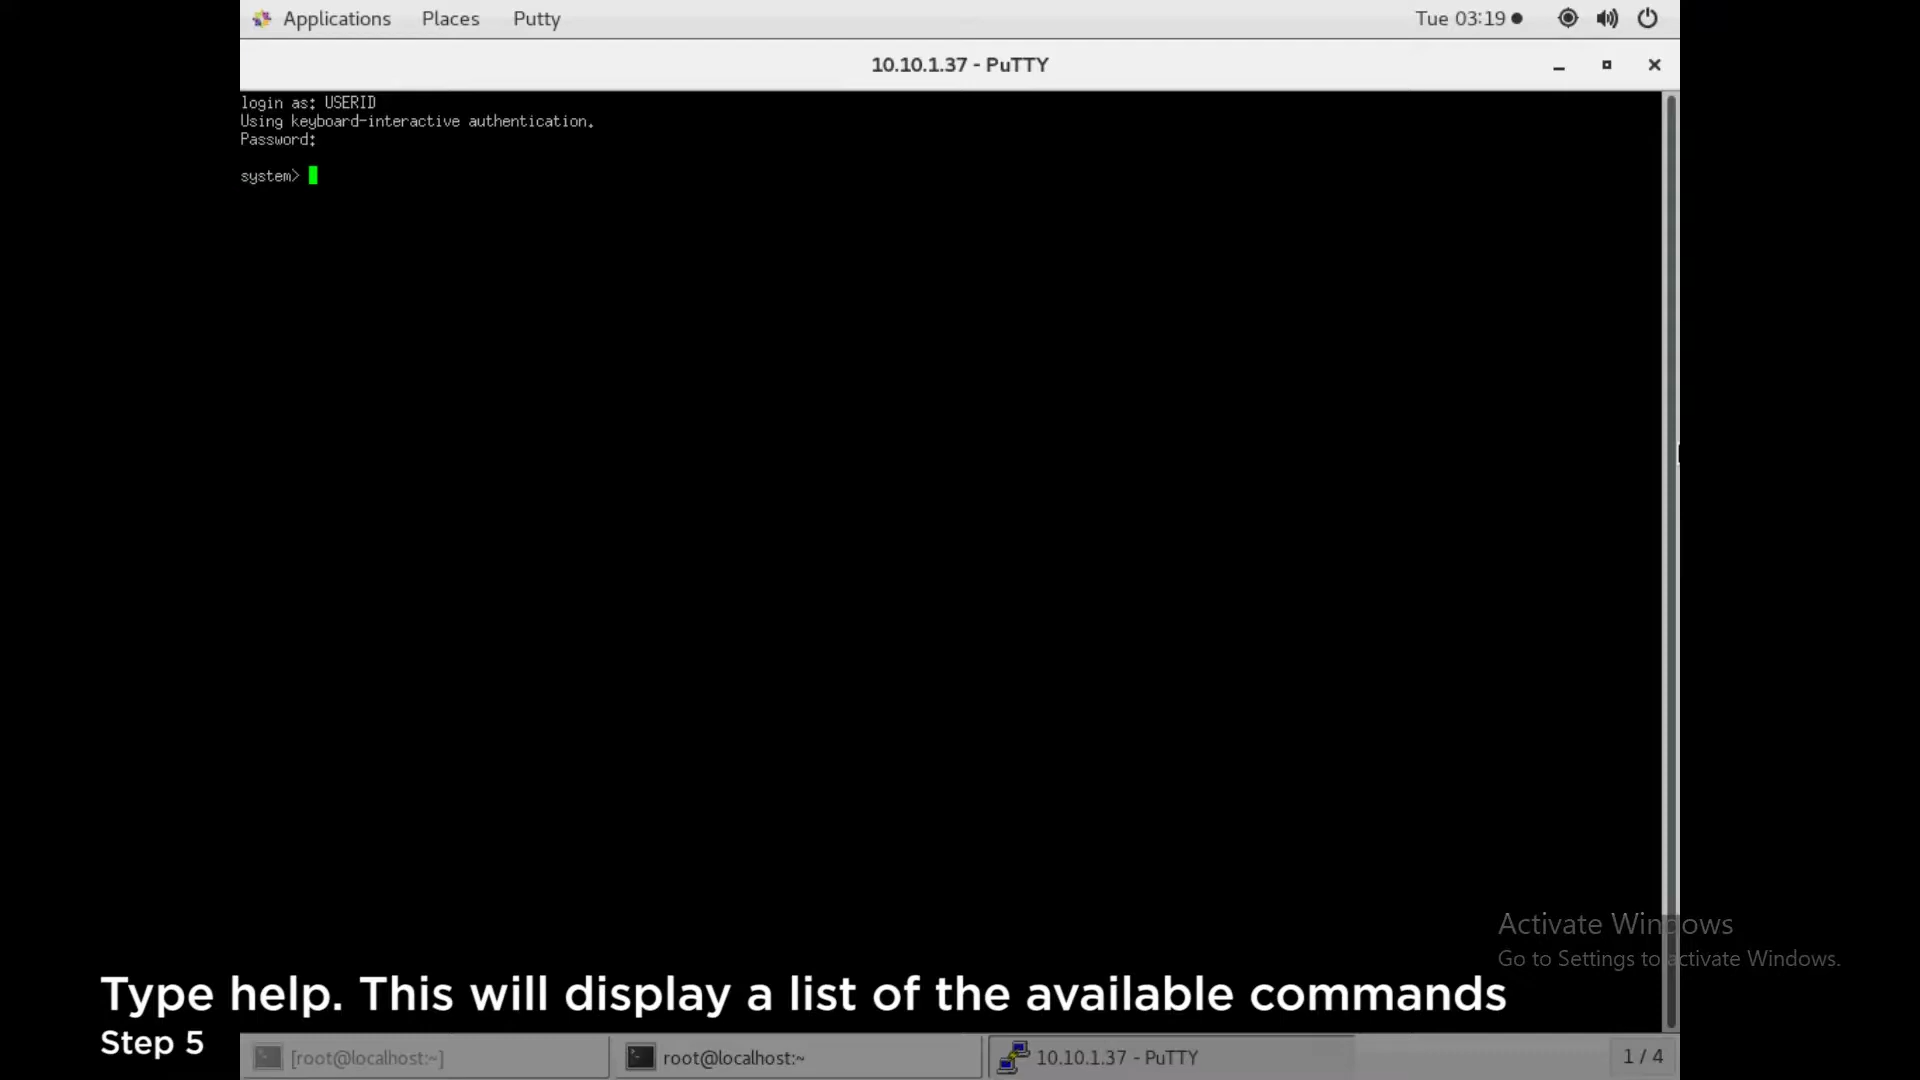 Applications Places Putty Tue 03:19
10.10.1.37 - PuTTY
login as: USERID
Using keyboard-interactive authentication.
Password:
system>
Activate Windows
Go to Settings to activate Windows.
Type help. This will display a list of the available commands
Step 5
[root@localhost:~] root@localhost:~ 10.10.1.37 - PuTTY 1 / 4